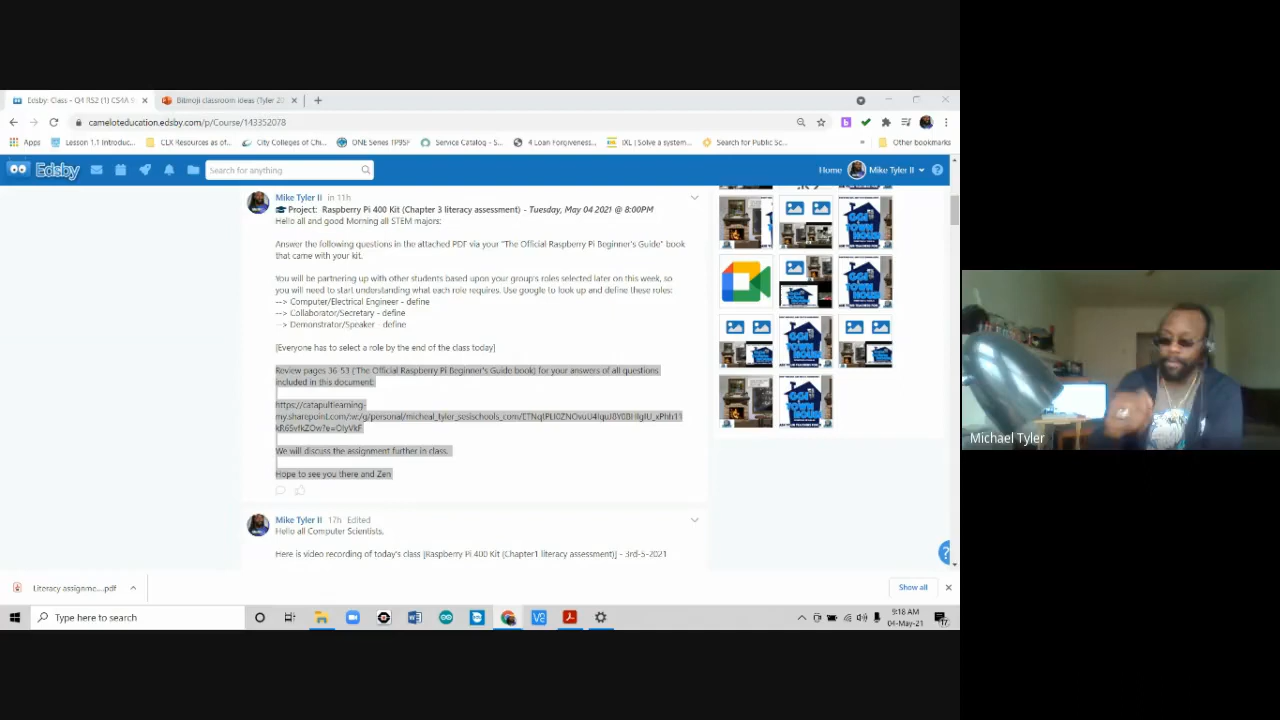 Edsby: Class - Q4 RS2 (1) CS4A 9
Bitmoji classroom ideas (Tyler 20
cameloteducation.edsby.com/p/Course/143352078
Apps
Lesson 1.1 Introduc...
CLX Resources as of...
City Colleges of Chi...
ONE Series TP95F
Service Catalog - S...
4 Loan Forgiveness...
IXL | Solve a system...
Search for Public Sc...
»
Other bookmarks
Edsby
Search for anything
Home
Mike Tyler II
Mike Tyler II in 11h
Project: Raspberry Pi 400 Kit (Chapter 3 literacy assessment) - Tuesday, May 04 2021 @ 8:00PM
Hello all and good Morning all STEM majors:
Answer the following questions in the attached PDF via your "The Official Raspberry Pi Beginner's Guide" book
that came with your kit.
You will be partnering up with other students based upon your group's roles selected later on this week, so
you will need to start understanding what each role requires. Use google to look up and define these roles:
--> Computer/Electrical Engineer - define
--> Collaborator/Secretary - define
--> Demonstrator/Speaker - define
[Everyone has to select a role by the end of the class today]
Review pages 36-53 (The Official Raspberry Pi Beginner's Guide book) for your answers of all questions
included in this document:
https://catapultlearning-
We will discuss the assignment further in class.
Hope to see you there and Zen
Mike Tyler II 17h Edited
Hello all Computer Scientists,
Here is video recording of today's class [Raspberry Pi 400 Kit (Chapter1 literacy assessment)] - 3rd-5-2021
GGI
TOWN
HOUSE
Michael Tyler
Literacy assignme....pdf
Show all
Type here to search
9:18 AM
04-May-21